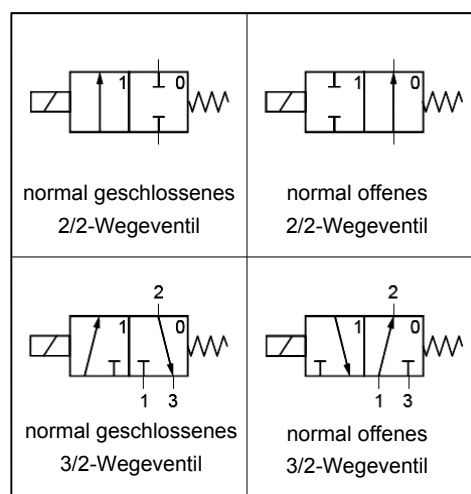 1 0
normal geschlossenes
2/2-Wegeventil
1 0
normal offenes
2/2-Wegeventil
2
1 0
1 3
normal geschlossenes
3/2-Wegeventil
2
1 0
1 3
normal offenes
3/2-Wegeventil